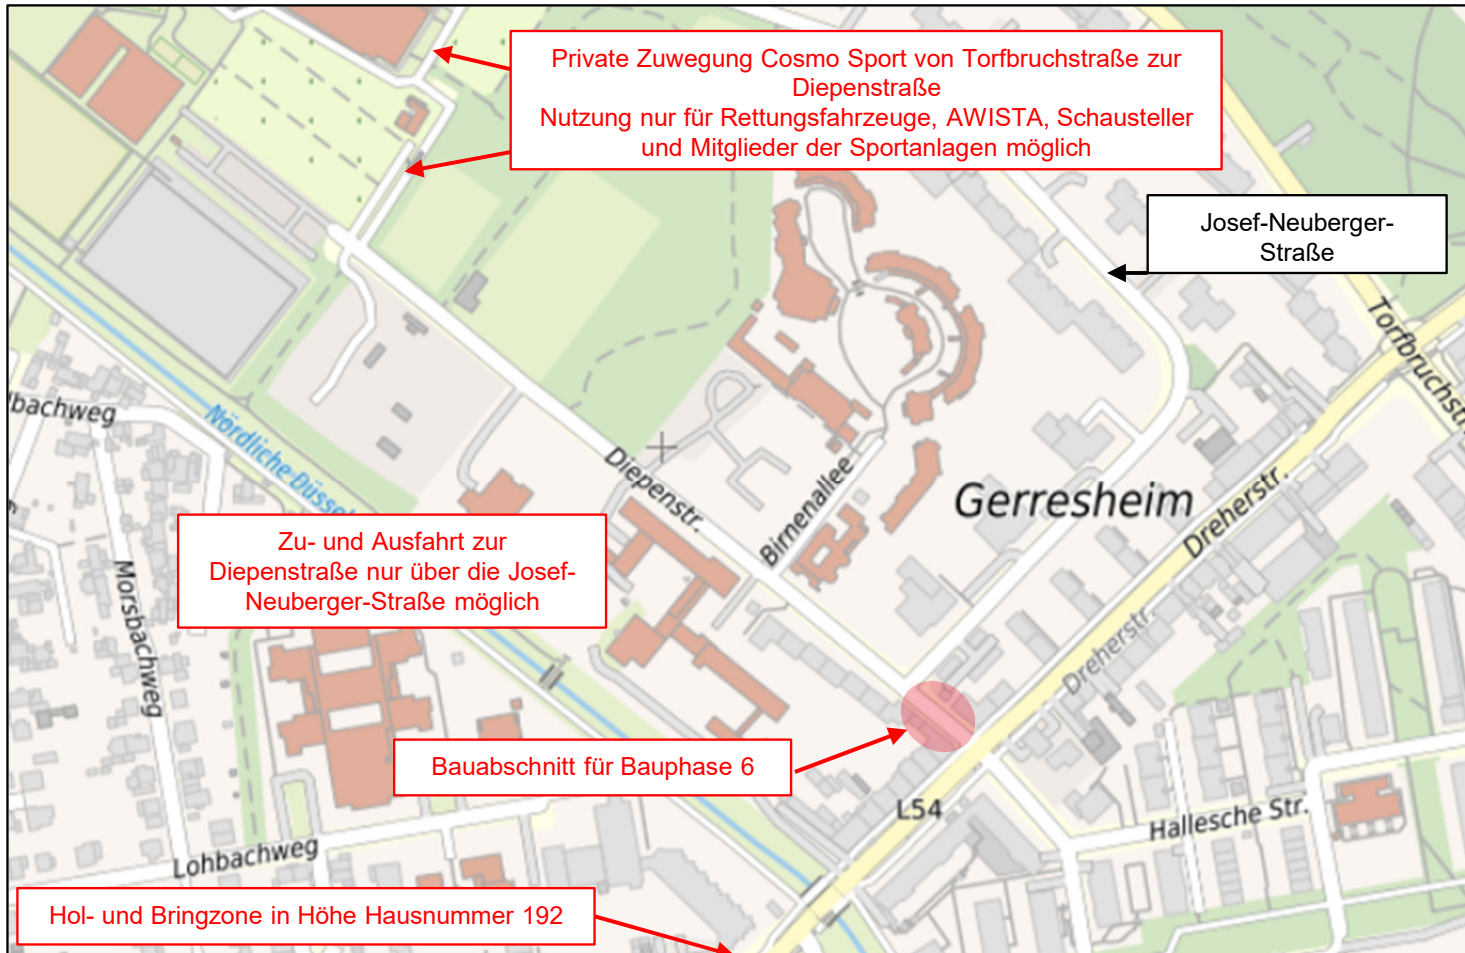 Private Zuwegung Cosmo Sport von Torfbruchstraße zur
Diepenstraße
Nutzung nur für Rettungsfahrzeuge, AWISTA, Schausteller
und Mitglieder der Sportanlagen möglich
Josef-Neuberger-
Straße
Torfbruchstr.
lbachweg
Nördliche Düssel
Diepenstr.
Birnenallee
Gerresheim
Dreherstr.
Zu- und Ausfahrt zur
Diepenstraße nur über die Josef-
Neuberger-Straße möglich
Morsbachweg
Dreherstr.
Bauabschnitt für Bauphase 6
L54
Hallesche Str.
Lohbachweg
Hol- und Bringzone in Höhe Hausnummer 192